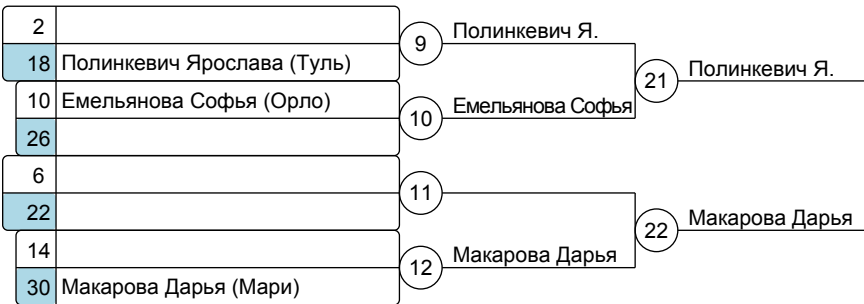 2
18 Полинкевич Ярослава (Туль)
10 Емельянова Софья (Орло)
26
6
22
14
30 Макарова Дарья (Мари)
9 Полинкевич Я.
10 Емельянова Софья
11
12 Макарова Дарья
21 Полинкевич Я.
22 Макарова Дарья